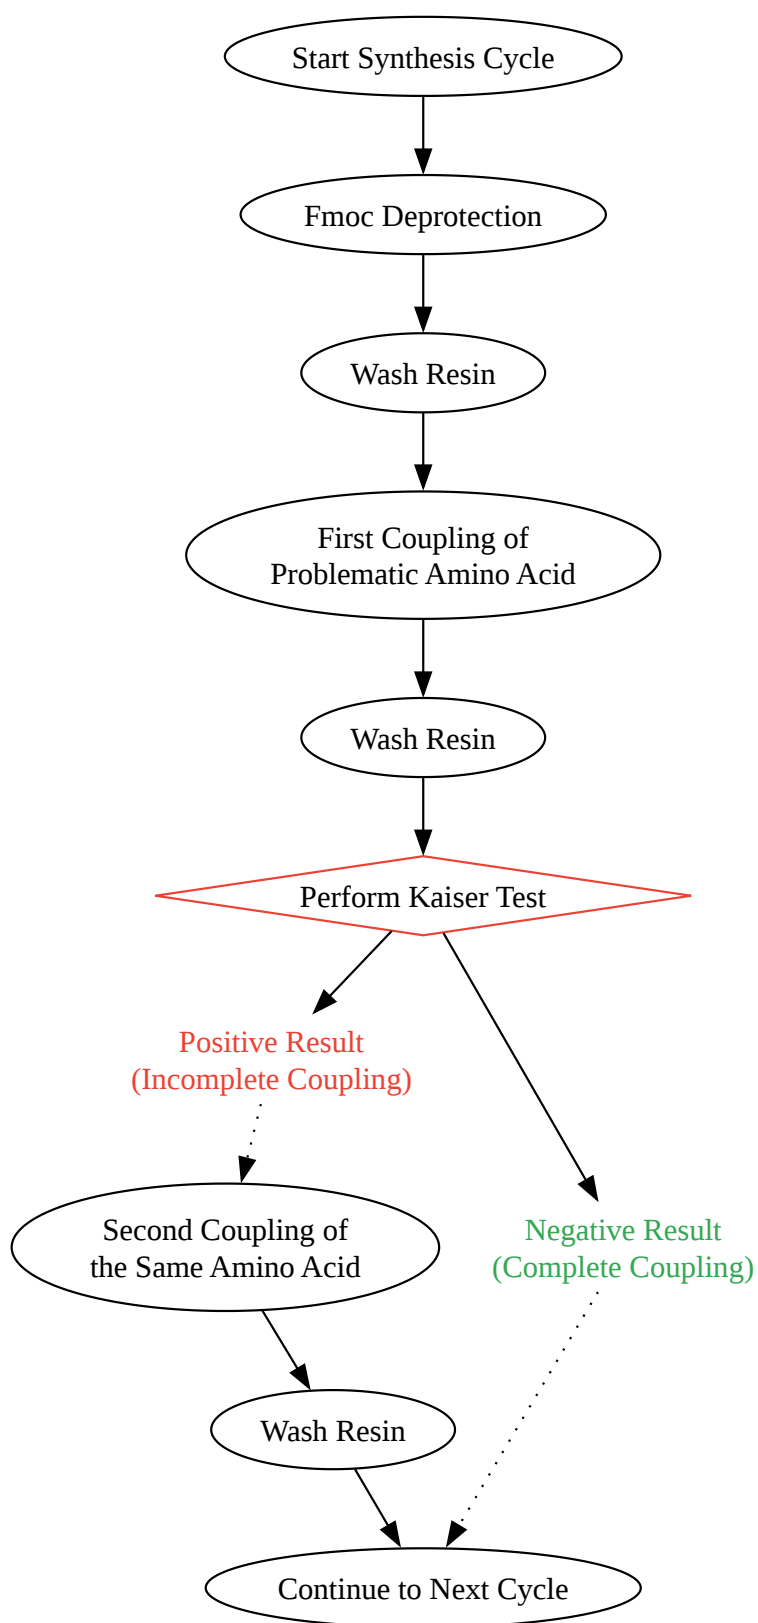 Start Synthesis Cycle
Fmoc Deprotection
Wash Resin
First Coupling of
Problematic Amino Acid
Wash Resin
Perform Kaiser Test
Positive Result
(Incomplete Coupling)
Second Coupling of
the Same Amino Acid
Negative Result
(Complete Coupling)
Wash Resin
Continue to Next Cycle